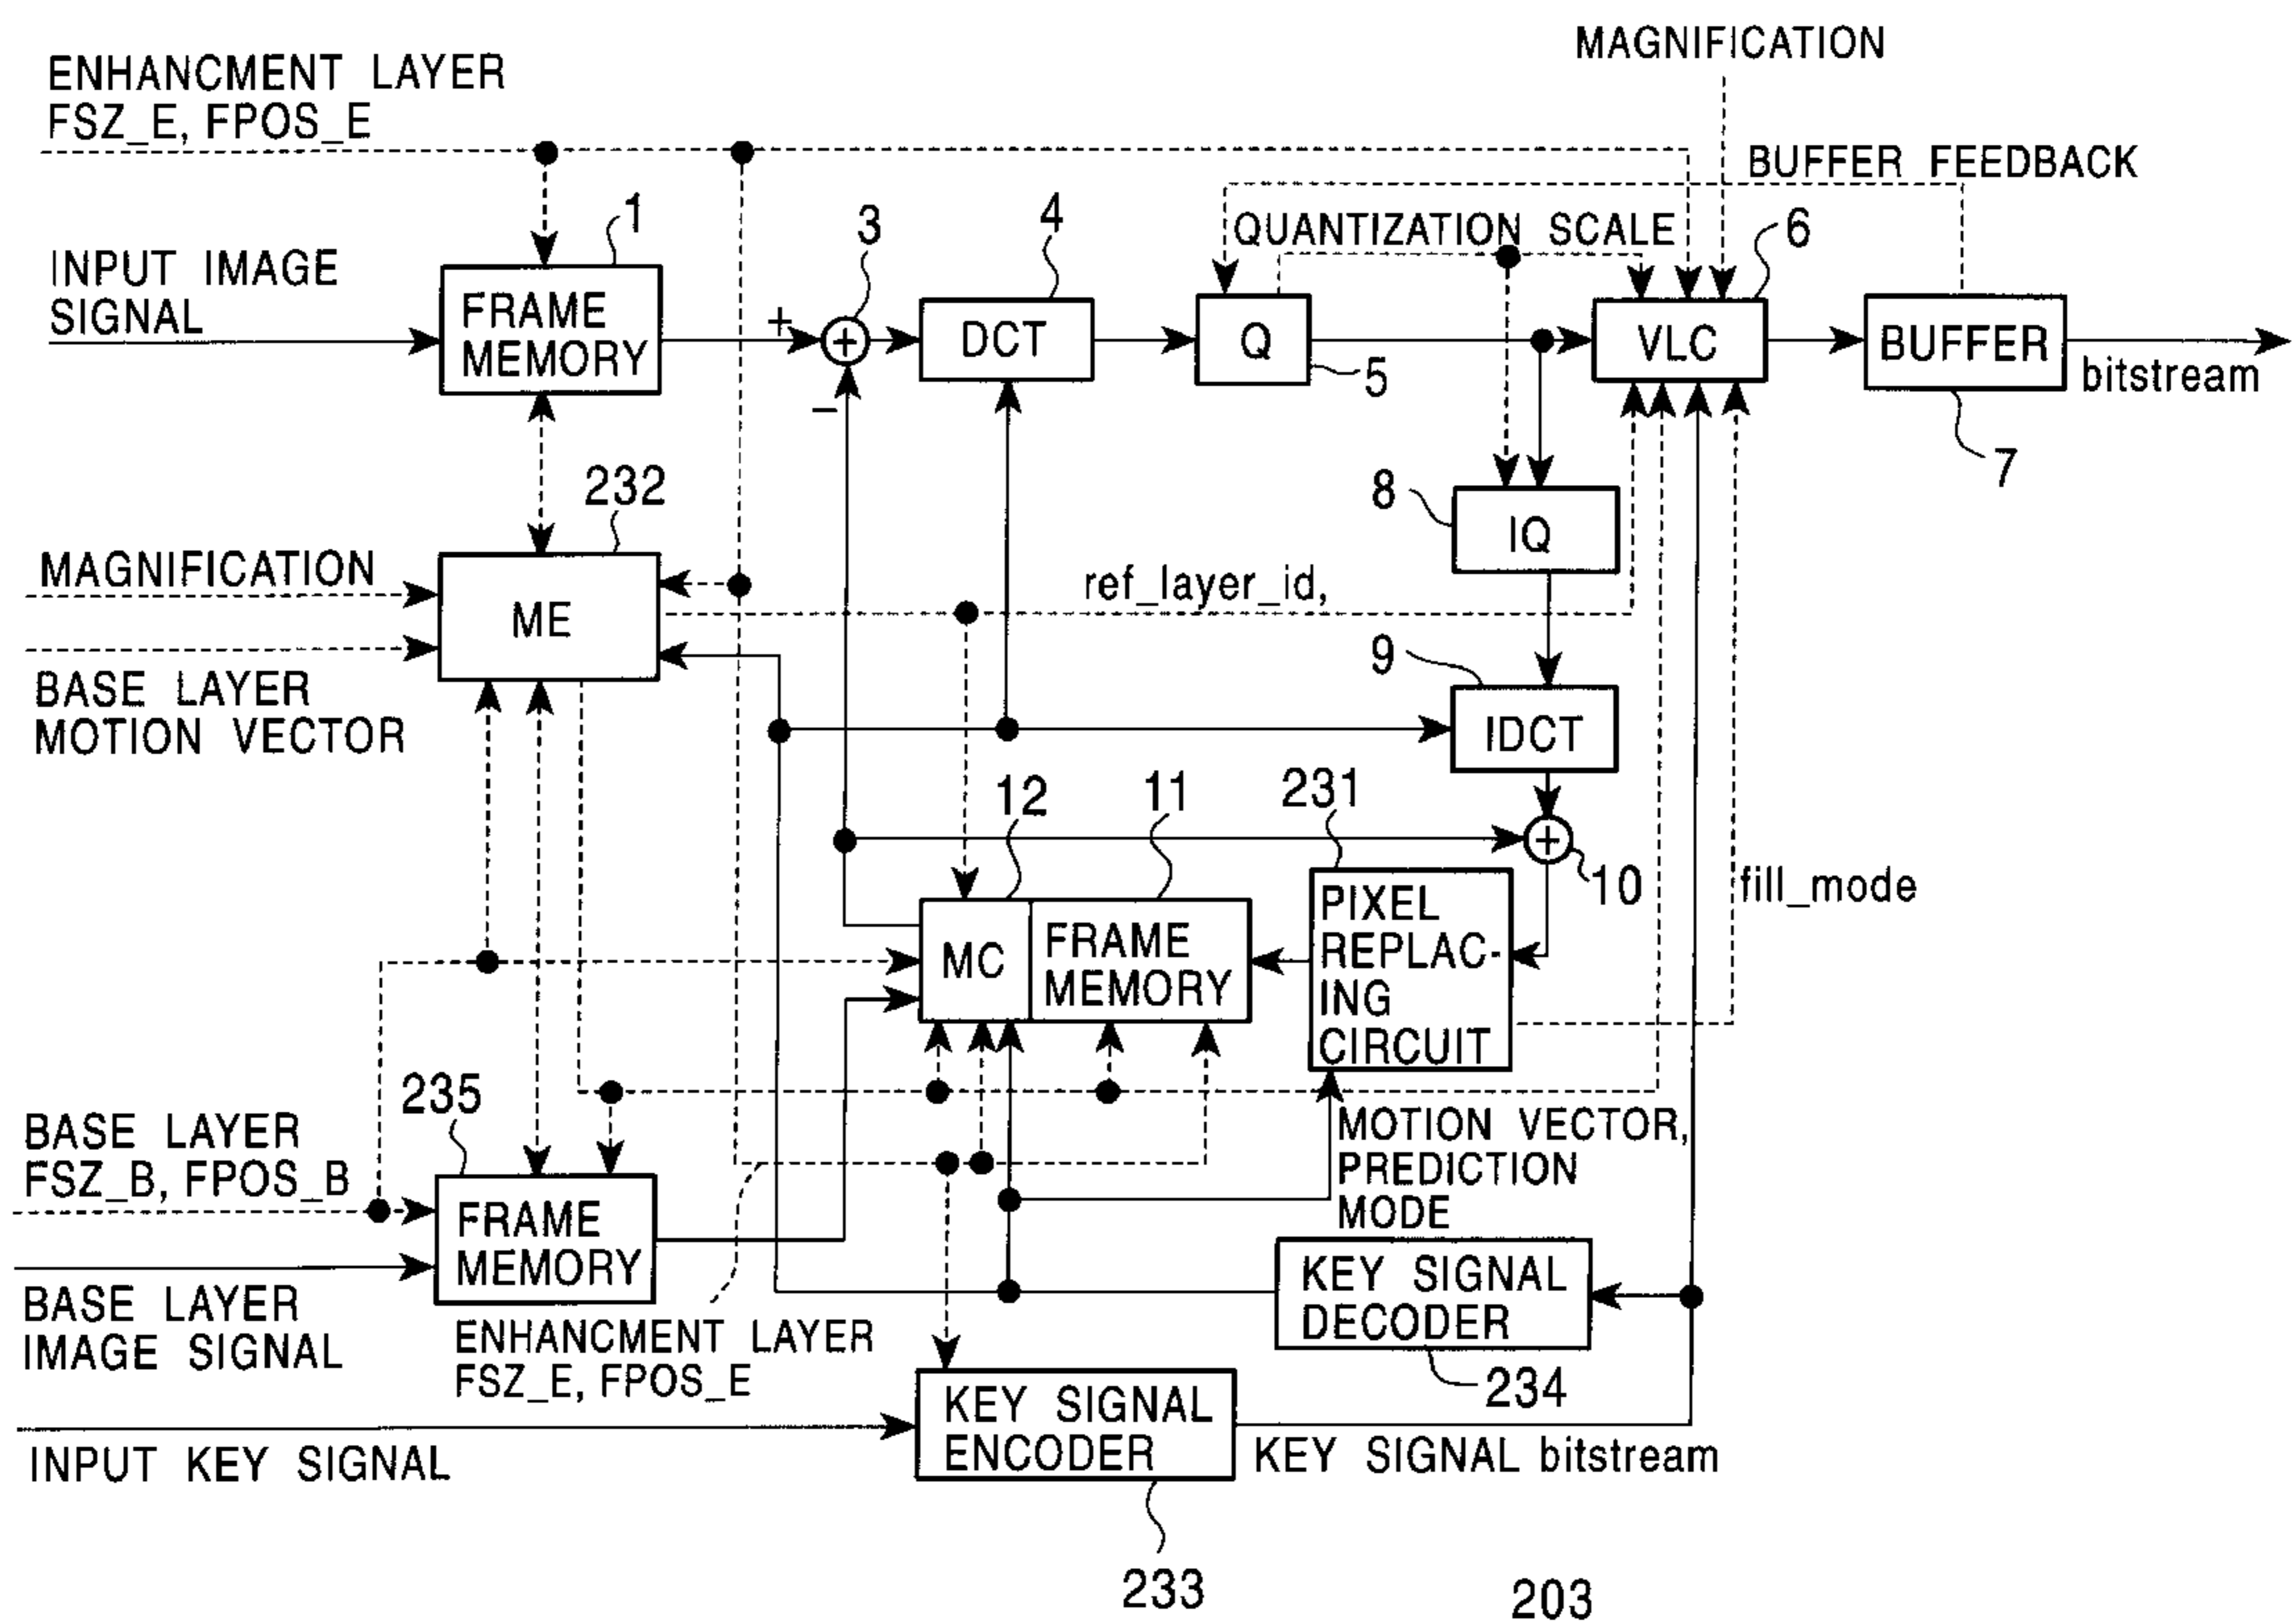 MAGNIFICATION
ENHANCMENT LAYER
FSZ_E, FPOS_E
BUFFER FEEDBACK
1
3
4
QUANTIZATION SCALE
6
INPUT IMAGE
SIGNAL
FRAME
MEMORY
+
+
DCT
Q
VLC
BUFFER
5
bitstream
−
7
232
8
IQ
MAGNIFICATION
ME
ref_layer_id,
BASE LAYER
MOTION VECTOR
9
IDCT
12
11
231
+
10
MC
FRAME
MEMORY
PIXEL
REPLAC-
ING
CIRCUIT
fill_mode
235
BASE LAYER
FSZ_B, FPOS_B
MOTION VECTOR,
PREDICTION
MODE
FRAME
MEMORY
BASE LAYER
IMAGE SIGNAL
KEY SIGNAL
DECODER
234
ENHANCMENT LAYER
FSZ_E, FPOS_E
INPUT KEY SIGNAL
KEY SIGNAL
ENCODER
KEY SIGNAL bitstream
233
203